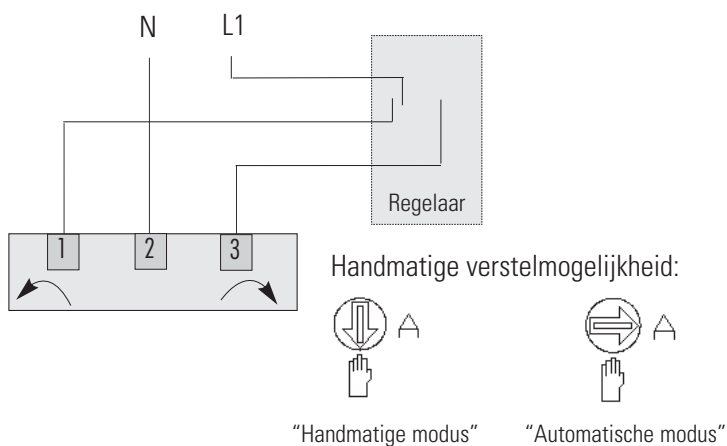 N L1
Regelaar
1 2 3
Handmatige verstelmogelijkheid:
A A
"Handmatige modus" "Automatische modus"